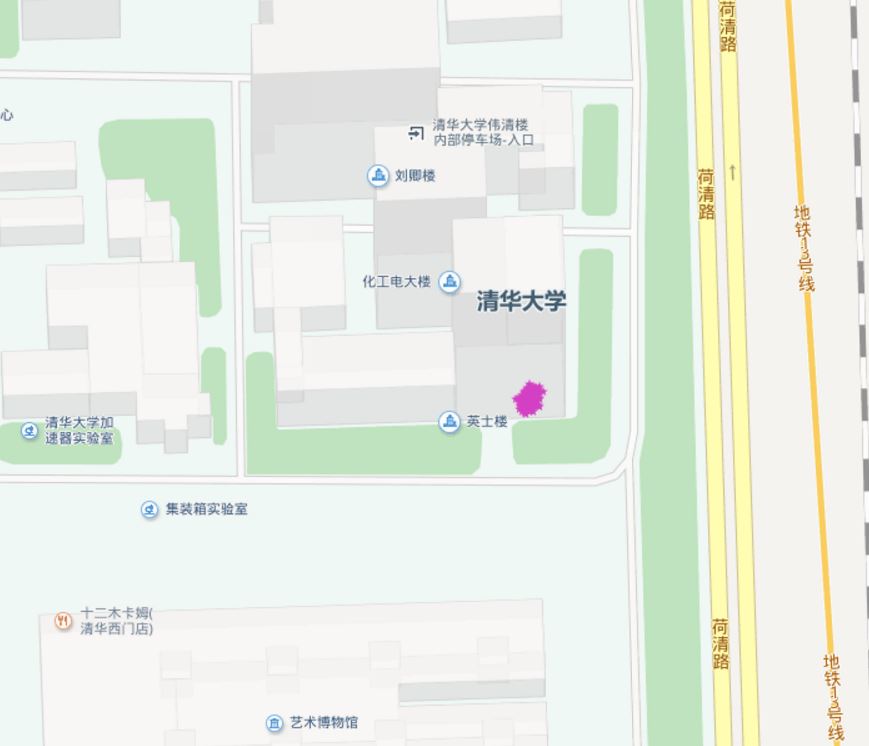 荷清路
心
清华大学伟清楼
内部停车场-入口
刘卿楼
荷清路
地铁13号线
化工电大楼
清华大学
英士楼
清华大学加
速器实验室
集装箱实验室
十二木卡姆(
清华西门店)
荷清路
地铁13号线
艺术博物馆